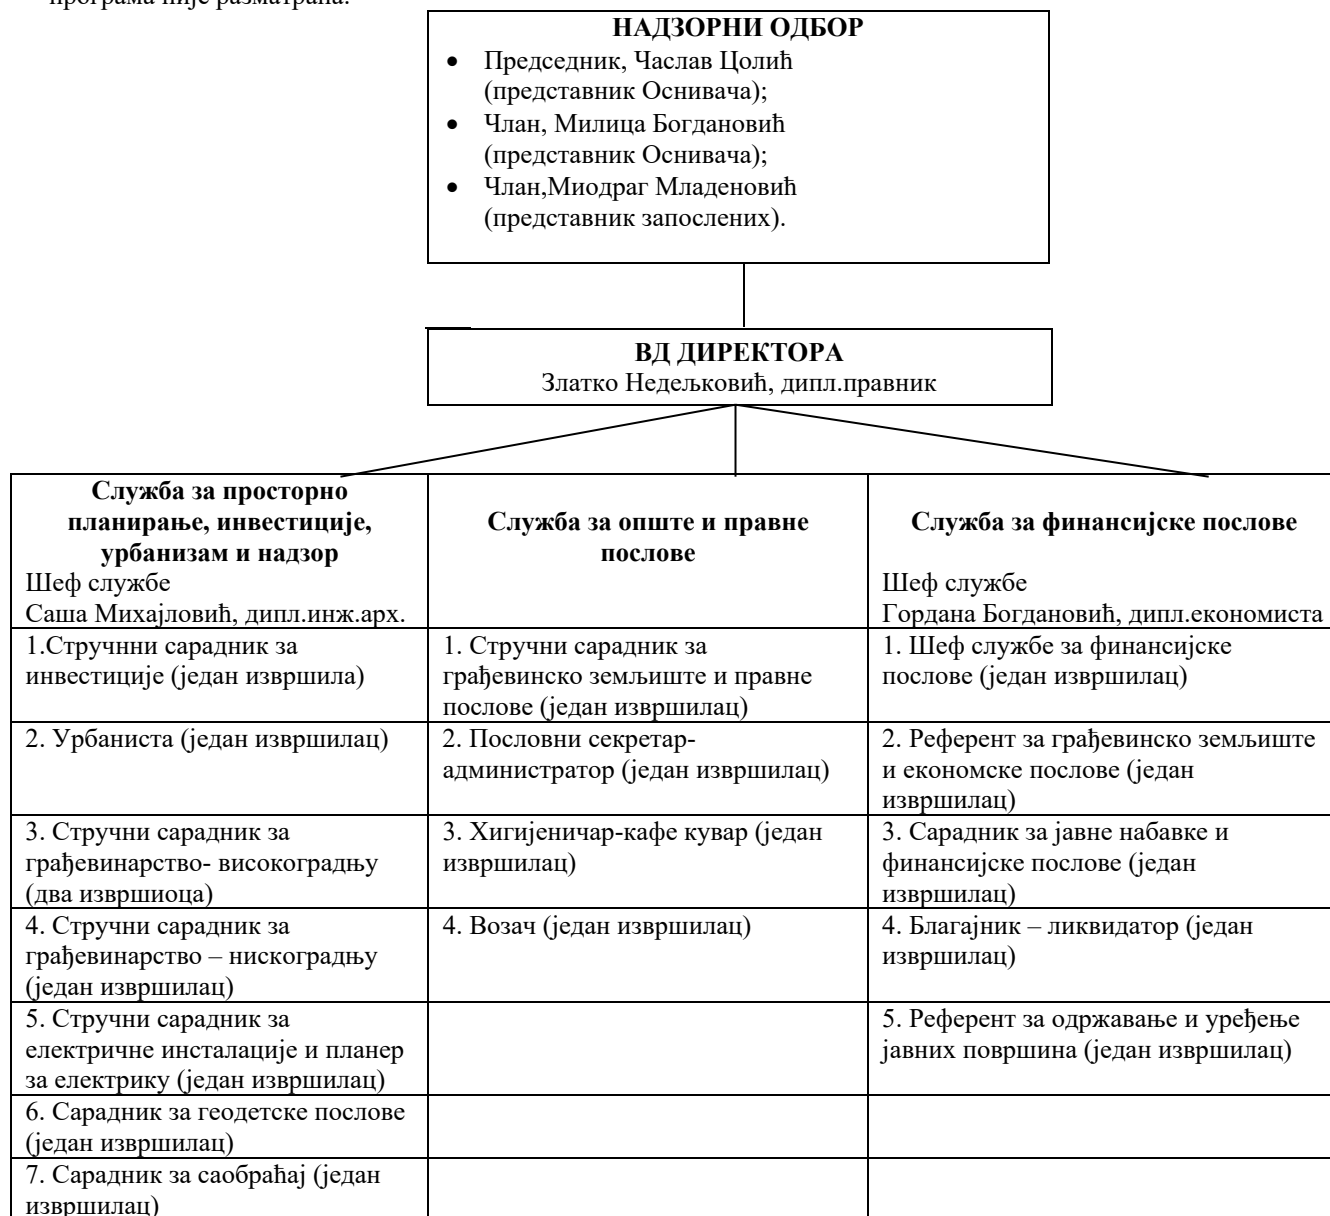 програма није разматрана.
НАДЗОРНИ ОДБОР
• Председник, Часлав Цолић
(представник Оснивача);
• Члан, Милица Богдановић
(представник Оснивача);
• Члан,Миодраг Младеновић
(представник запослених).
ВД ДИРЕКТОРА
Златко Недељковић, дипл.правник
Служба за просторно
планирање, инвестиције,
урбанизам и надзор
Шеф службе
Саша Михајловић, дипл.инж.арх.
Служба за опште и правне
послове
Служба за финансијске послове
Шеф службе
Гордана Богдановић, дипл.економиста
1.Стручнни сарадник за
инвестиције (један извршила)
1. Стручни сарадник за
грађевинско земљиште и правне
послове (један извршилац)
1. Шеф службе за финансијске
послове (један извршилац)
2. Урбаниста (један извршилац)
2. Пословни секретар-
администратор (један извршилац)
2. Референт за грађевинско земљиште
и економске послове (један
извршилац)
3. Стручни сарадник за
грађевинарство- високоградњу
(два извршиоца)
3. Хигијеничар-кафе кувар (један
извршилац)
3. Сарадник за јавне набавке и
финансијске послове (један
извршилац)
4. Стручни сарадник за
грађевинарство – нискоградњу
(један извршилац)
4. Возач (један извршилац)
4. Благајник – ликвидатор (један
извршилац)
5. Стручни сарадник за
електричне инсталације и планер
за електрику (један извршилац)
5. Референт за одржавање и уређење
јавних површина (један извршилац)
6. Сарадник за геодетске послове
(један извршилац)
7. Сарадник за саобраћај (један
извршилац)